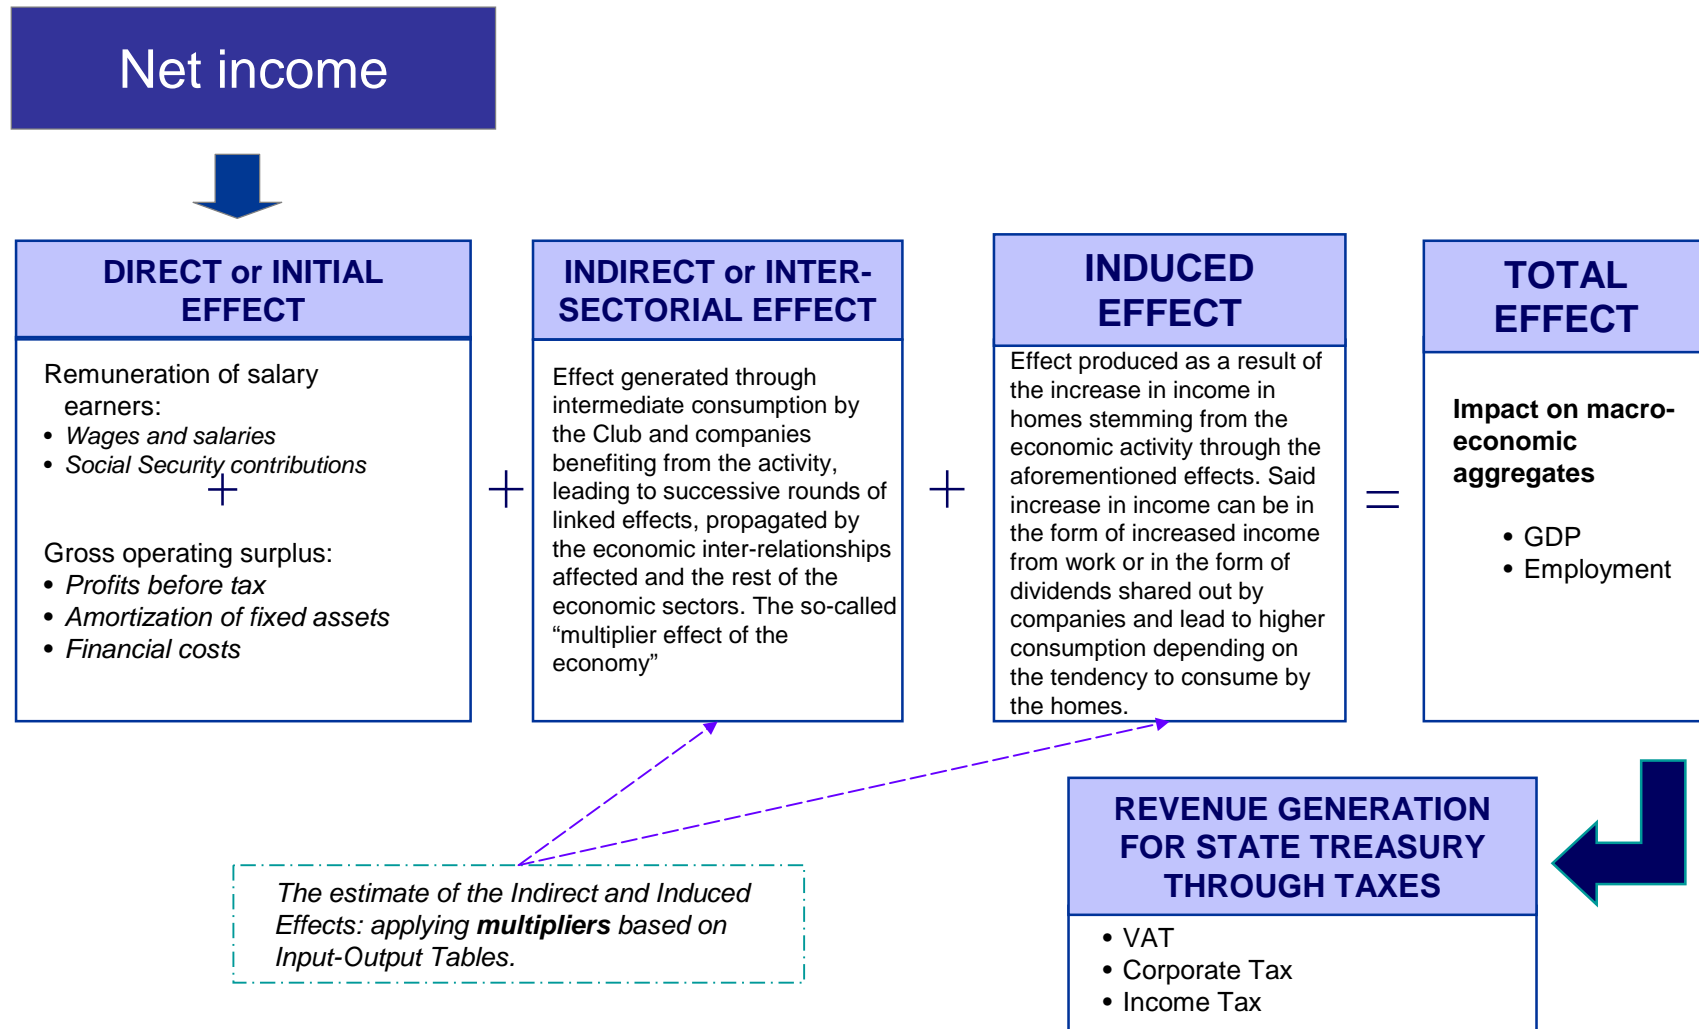 Net income
DIRECT or INITIAL
EFFECT
Remuneration of salary
earners:
• Wages and salaries
• Social Security contributions
+
Gross operating surplus:
• Profits before tax
• Amortization of fixed assets
• Financial costs
+
INDIRECT or INTER-
SECTORIAL EFFECT
Effect generated through
intermediate consumption by
the Club and companies
benefiting from the activity,
leading to successive rounds of
linked effects, propagated by
the economic inter-relationships
affected and the rest of the
economic sectors. The so-called
“multiplier effect of the
economy”
+
INDUCED
EFFECT
Effect produced as a result of
the increase in income in
homes stemming from the
economic activity through the
aforementioned effects. Said
increase in income can be in
the form of increased income
from work or in the form of
dividends shared out by
companies and lead to higher
consumption depending on
the tendency to consume by
the homes.
=
TOTAL
EFFECT
Impact on macro-
economic
aggregates
• GDP
• Employment
The estimate of the Indirect and Induced
Effects: applying multipliers based on
Input-Output Tables.
REVENUE GENERATION
FOR STATE TREASURY
THROUGH TAXES
• VAT
• Corporate Tax
• Income Tax